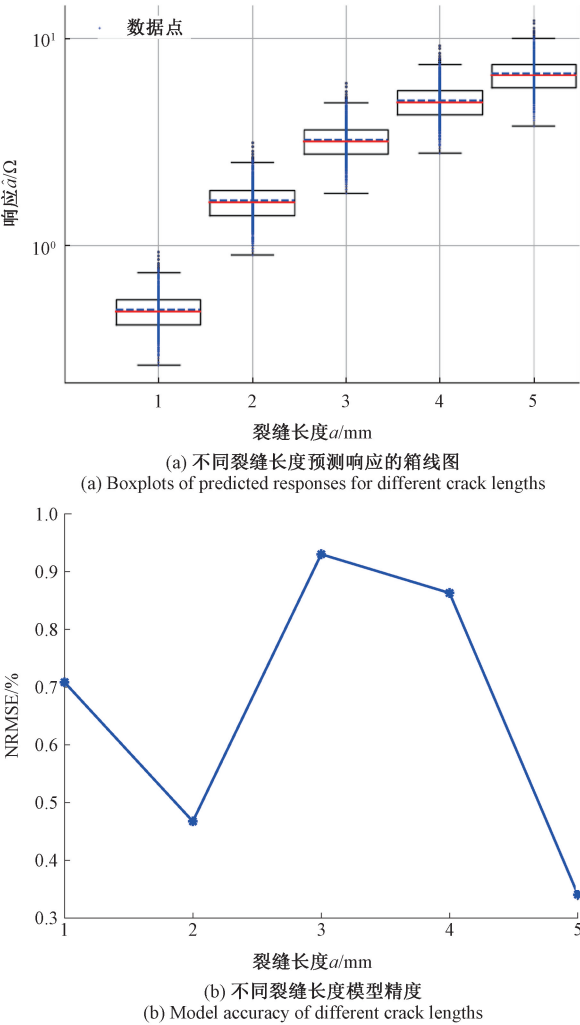 10¹
数据点
10⁰
响应â/Ω
1 2 3 4 5
裂缝长度a/mm
(a) 不同裂缝长度预测响应的箱线图
(a) Boxplots of predicted responses for different crack lengths
1.0
0.9
0.8
0.7
0.6
0.5
0.4
0.3
NRMSE/%
1 2 3 4 5
裂缝长度a/mm
(b) 不同裂缝长度模型精度
(b) Model accuracy of different crack lengths